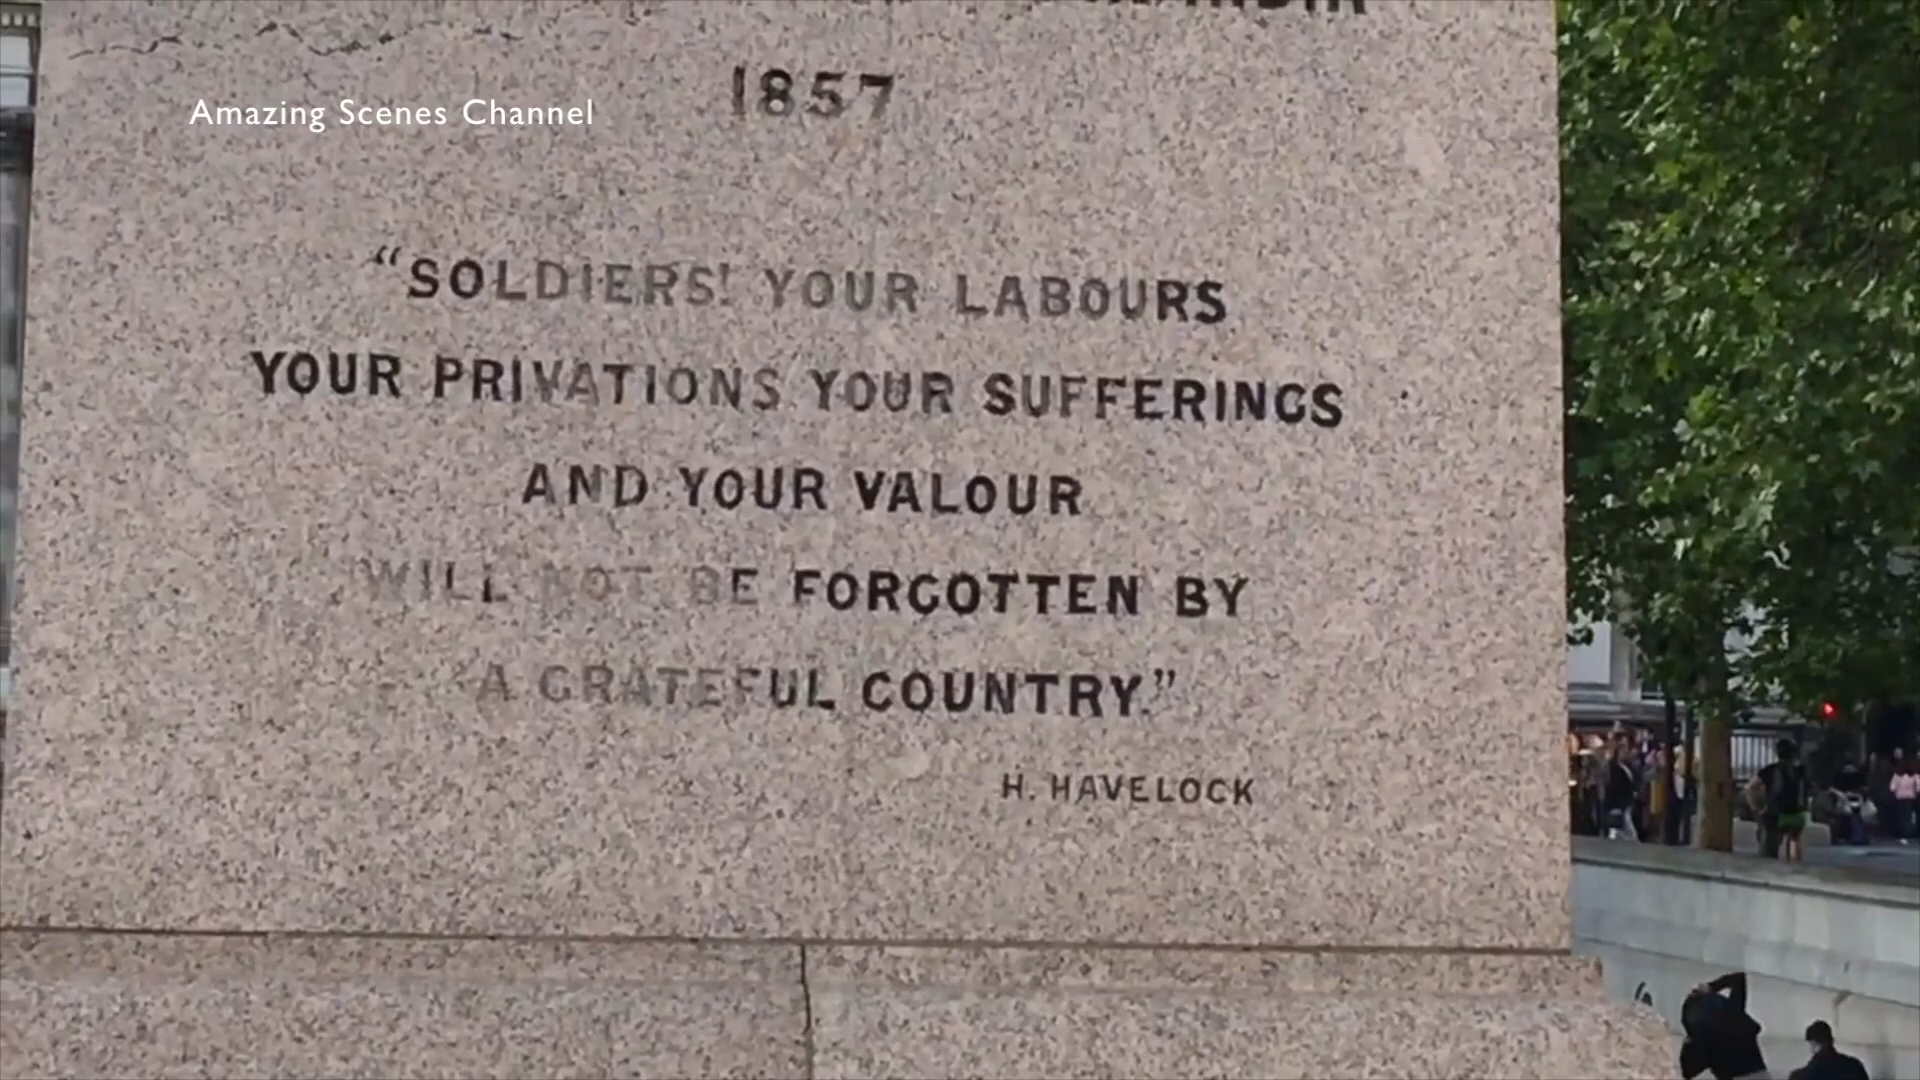 INDIA
1857
Amazing Scenes Channel
“SOLDIERS! YOUR LABOURS
YOUR PRIVATIONS YOUR SUFFERINGS
AND YOUR VALOUR
WILL NOT BE FORGOTTEN BY
A GRATEFUL COUNTRY.”
H. HAVELOCK